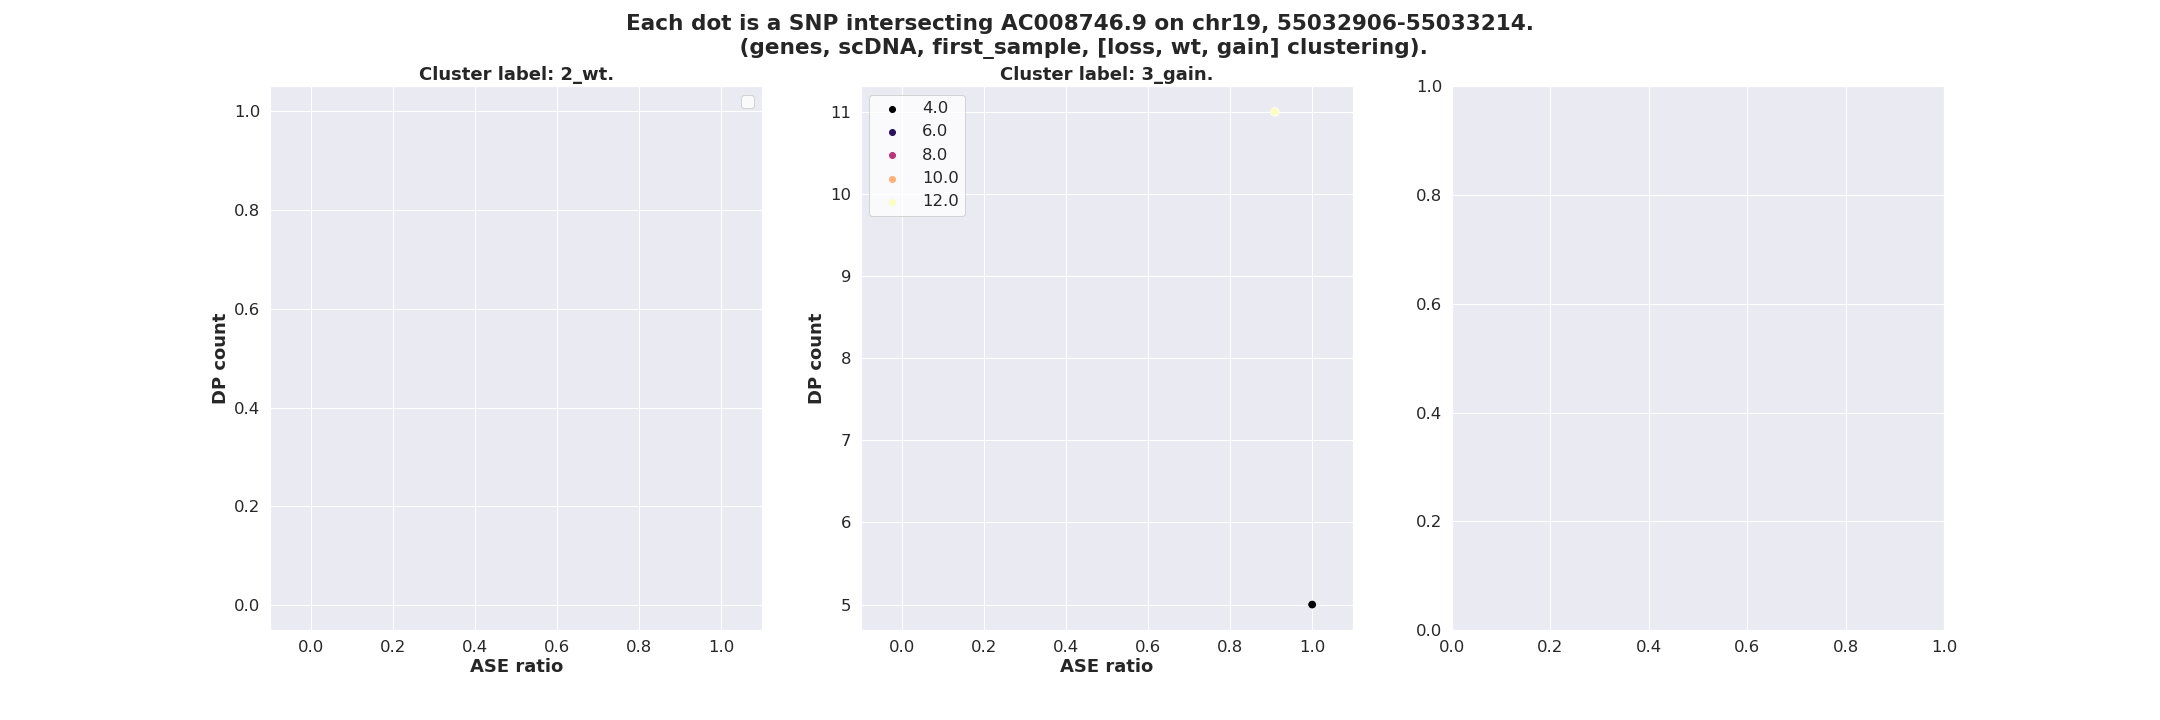 Each dot is a SNP intersecting AC008746.9 on chr19, 55032906-55033214.
(genes, scDNA, first_sample, [loss, wt, gain] clustering).
Cluster label: 2_wt.
DP count
1.0
0.8
0.6
0.4
0.2
0.0
0.0 0.2 0.4 0.6 0.8 1.0
ASE ratio
Cluster label: 3_gain.
4.0
6.0
8.0
10.0
12.0
DP count
11
10
9
8
7
6
5
0.0 0.2 0.4 0.6 0.8 1.0
ASE ratio
1.0
0.8
0.6
0.4
0.2
0.0
0.0 0.2 0.4 0.6 0.8 1.0